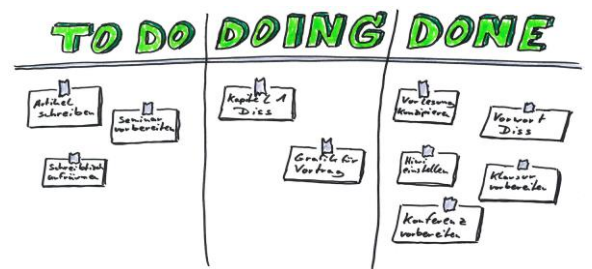 TO DO
DOING
DONE
Artikel
schreiben
Seminar
vorbereiten
Schreibtisch
aufräumen
Kapitel 1
Diss
Grafik für
Vortrag
Vorlesung
konzipieren
Vorwort
Diss
Hiwi
einstellen
Klausur
vorbereiten
Konferenz
vorbereiten